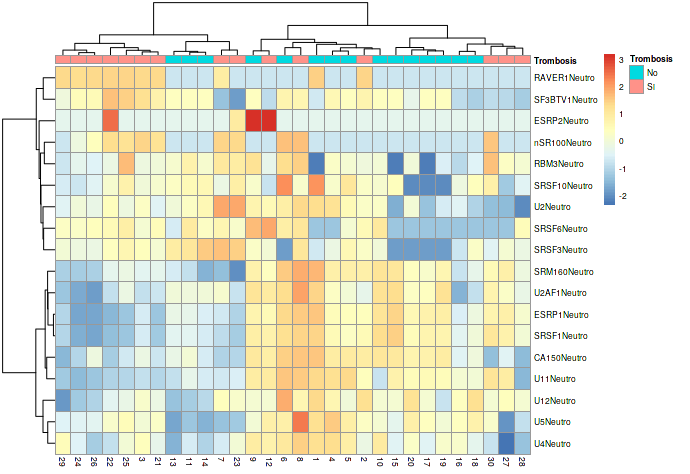 Trombosis
RAVER1Neutro
SF3BTV1Neutro
ESRP2Neutro
nSR100Neutro
RBM3Neutro
SRSF10Neutro
U2Neutro
SRSF6Neutro
SRSF3Neutro
SRM160Neutro
U2AF1Neutro
ESRP1Neutro
SRSF1Neutro
CA150Neutro
U11Neutro
U12Neutro
U5Neutro
U4Neutro
29 24 26 22 25 3 21 13 11 14 7 23 9 12 6 8 1 4 5 2 10 15 20 17 19 16 18 30 27 28
3
2
1
0
-1
-2
Trombosis
No
SI